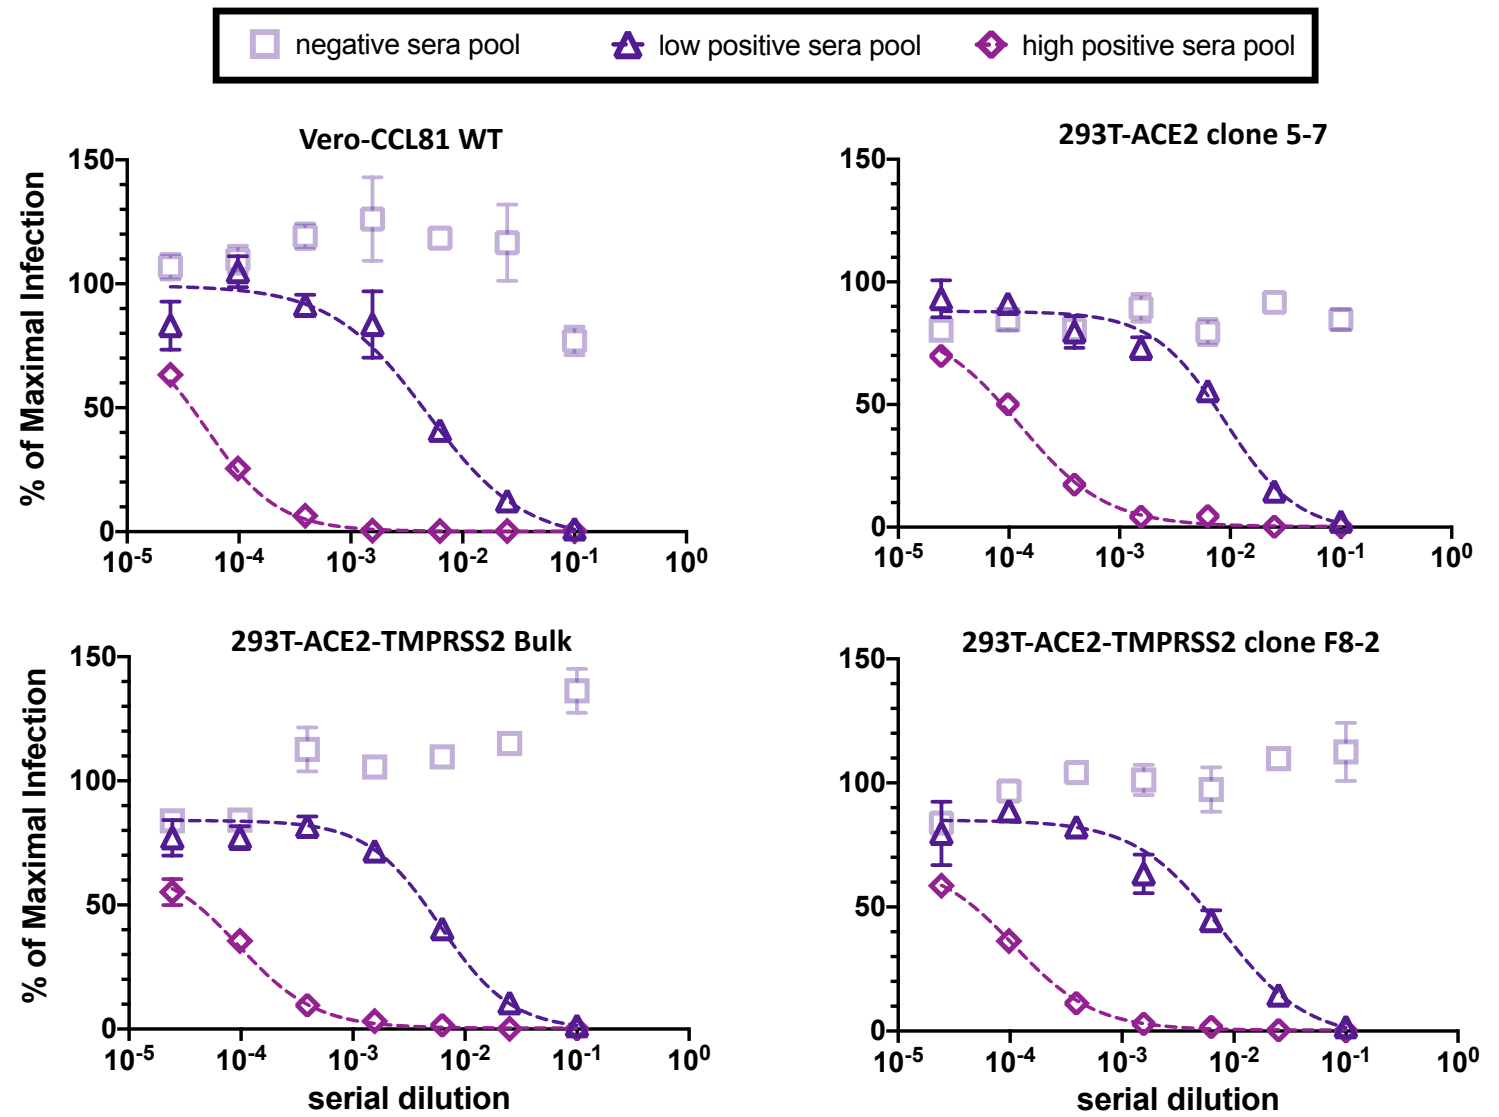 negative sera pool low positive sera pool high positive sera pool
Vero-CCL81 WT
% of Maximal Infection
150
100
50
0
10-5 10-4 10-3 10-2 10-1 100
293T-ACE2 clone 5-7
150
100
50
0
10-5 10-4 10-3 10-2 10-1 100
293T-ACE2-TMPRSS2 Bulk
% of Maximal Infection
150
100
50
0
10-5 10-4 10-3 10-2 10-1 100
serial dilution
293T-ACE2-TMPRSS2 clone F8-2
150
100
50
0
10-5 10-4 10-3 10-2 10-1 100
serial dilution